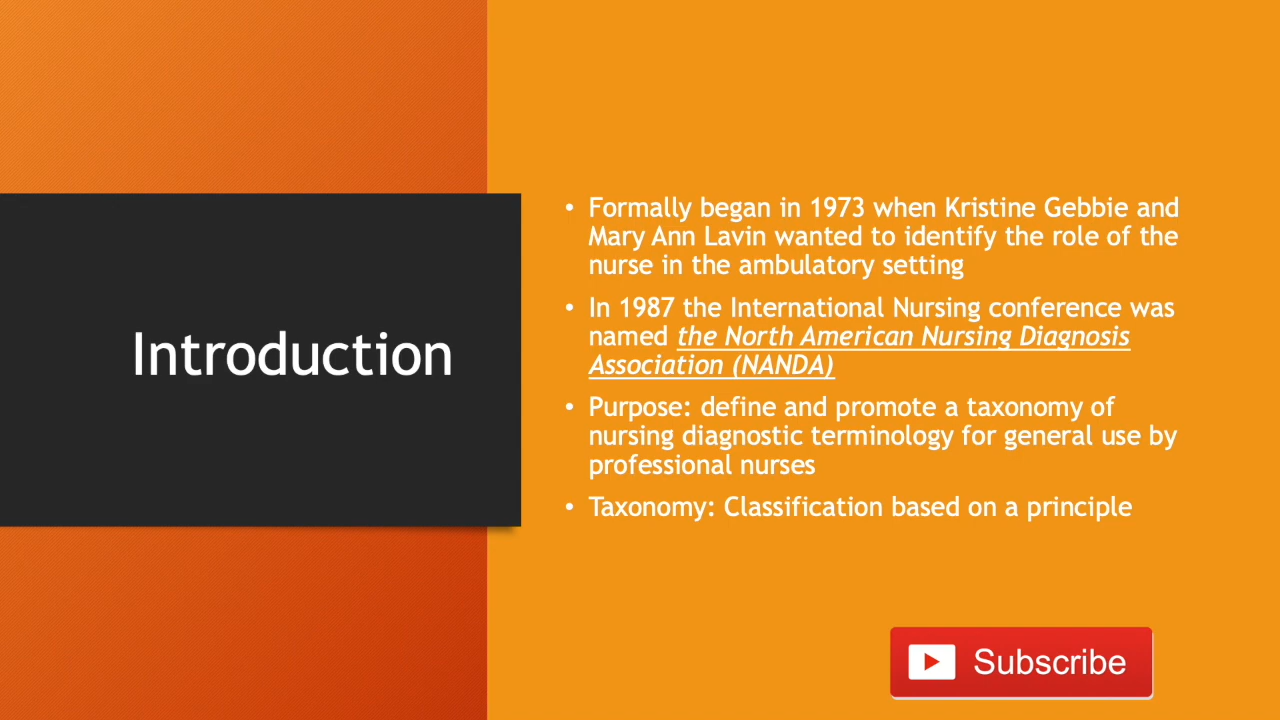 Introduction
• Formally began in 1973 when Kristine Gebbie and
Mary Ann Lavin wanted to identify the role of the
nurse in the ambulatory setting
• In 1987 the International Nursing conference was
named the North American Nursing Diagnosis
Association (NANDA)
• Purpose: define and promote a taxonomy of
nursing diagnostic terminology for general use by
professional nurses
• Taxonomy: Classification based on a principle
Subscribe